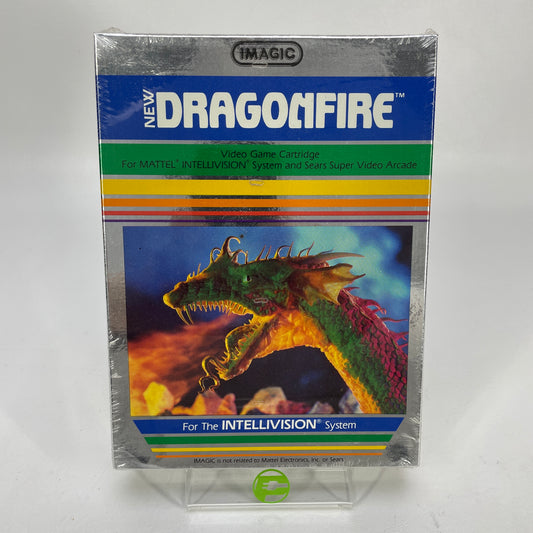 IMAGIC
NEW DRAGONFIRE™
Video Game Cartridge
For MATTEL® INTELLIVISION® System and Sears Super Video Arcade
For The INTELLIVISION® System
IMAGIC is not related to Mattel Electronics, Inc. or Sears